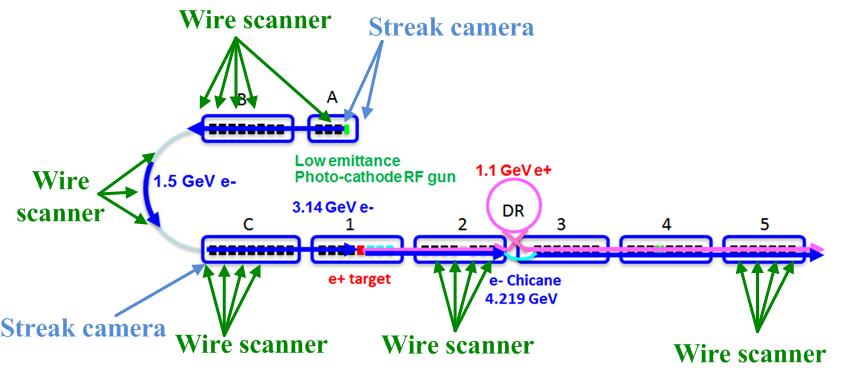 Wire scanner
Streak camera
B
A
Low emittance
Photo-cathode RF gun
1.1 GeV e+
Wire
scanner
1.5 GeV e-
3.14 GeV e-
DR
C
1
2
3
4
5
e+ target
e- Chicane
4.219 GeV
Streak camera
Wire scanner
Wire scanner
Wire scanner